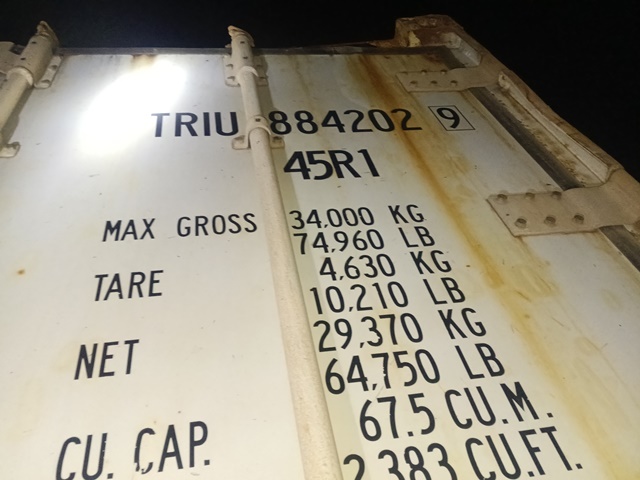 TRIU 884202 9
45R1
MAX GROSS 34,000 KG
74,960 LB
TARE 4,630 KG
10,210 LB
NET 29,370 KG
64,750 LB
CU. CAP. 67.5 CU.M.
2,383 CU.FT.